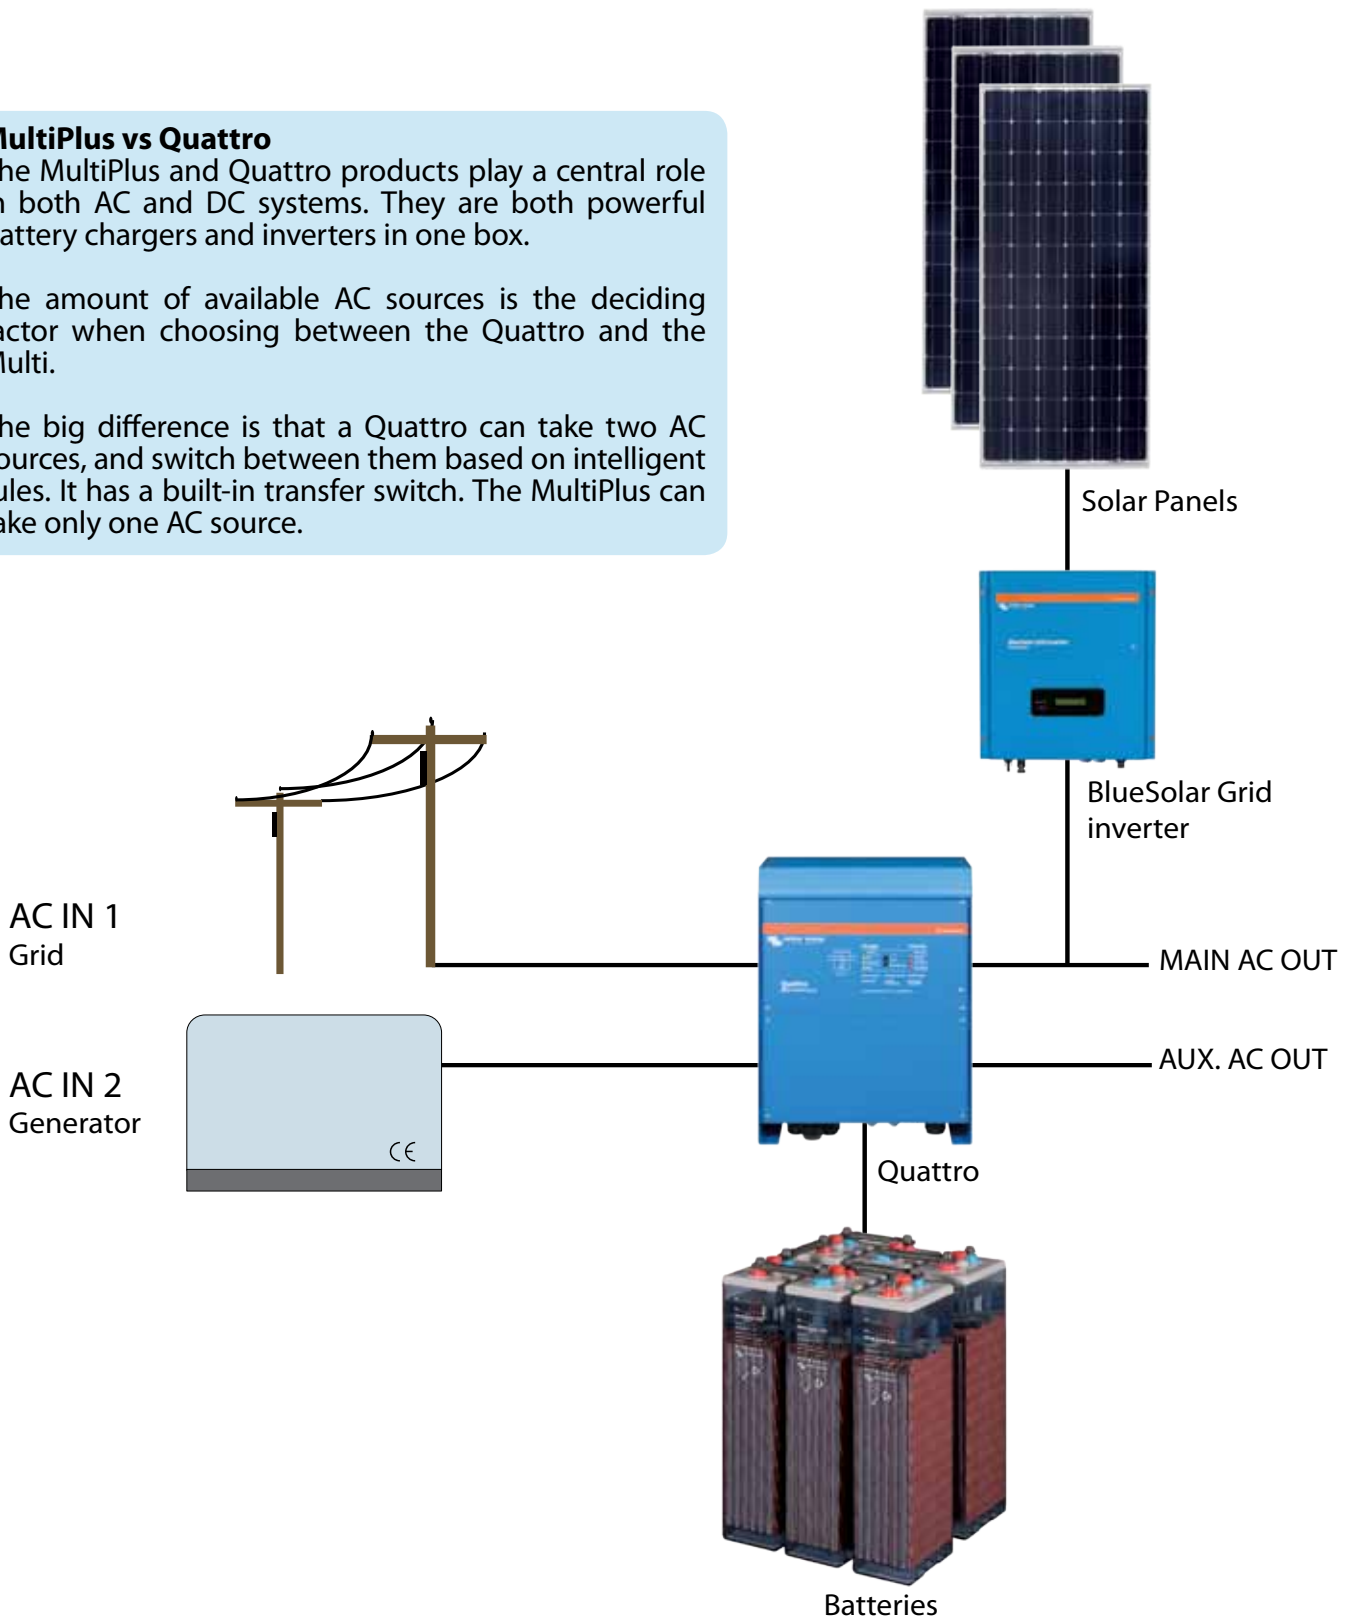 MultiPlus vs Quattro
he MultiPlus and Quattro products play a central role
n both AC and DC systems. They are both powerful
attery chargers and inverters in one box.
he amount of available AC sources is the deciding
actor when choosing between the Quattro and the
Multi.
he big difference is that a Quattro can take two AC
ources, and switch between them based on intelligent
ules. It has a built-in transfer switch. The MultiPlus can
ake only one AC source.
Solar Panels
BlueSolar Grid
inverter
AC IN 1
Grid
MAIN AC OUT
AC IN 2
Generator
CE
AUX. AC OUT
Quattro
Quattro
Batteries